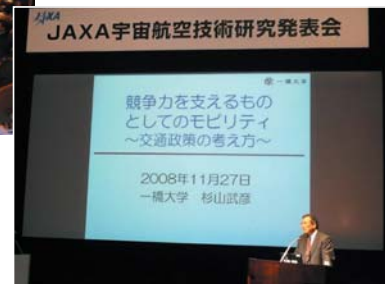 JAXA
JAXA宇宙航空技術研究発表会
一橋大学
競争力を支えるもの
としてのモビリティ
～交通政策の考え方～
2008年11月27日
一橋大学 杉山武彦